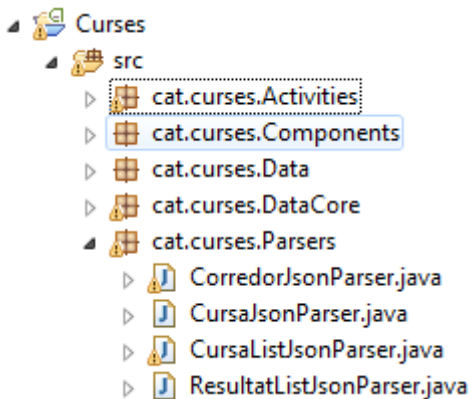 Curses
src
cat.curses.Activities
cat.curses.Components
cat.curses.Data
cat.curses.DataCore
cat.curses.Parsers
CorredorJsonParser.java
CursaJsonParser.java
CursaListJsonParser.java
ResultatListJsonParser.java